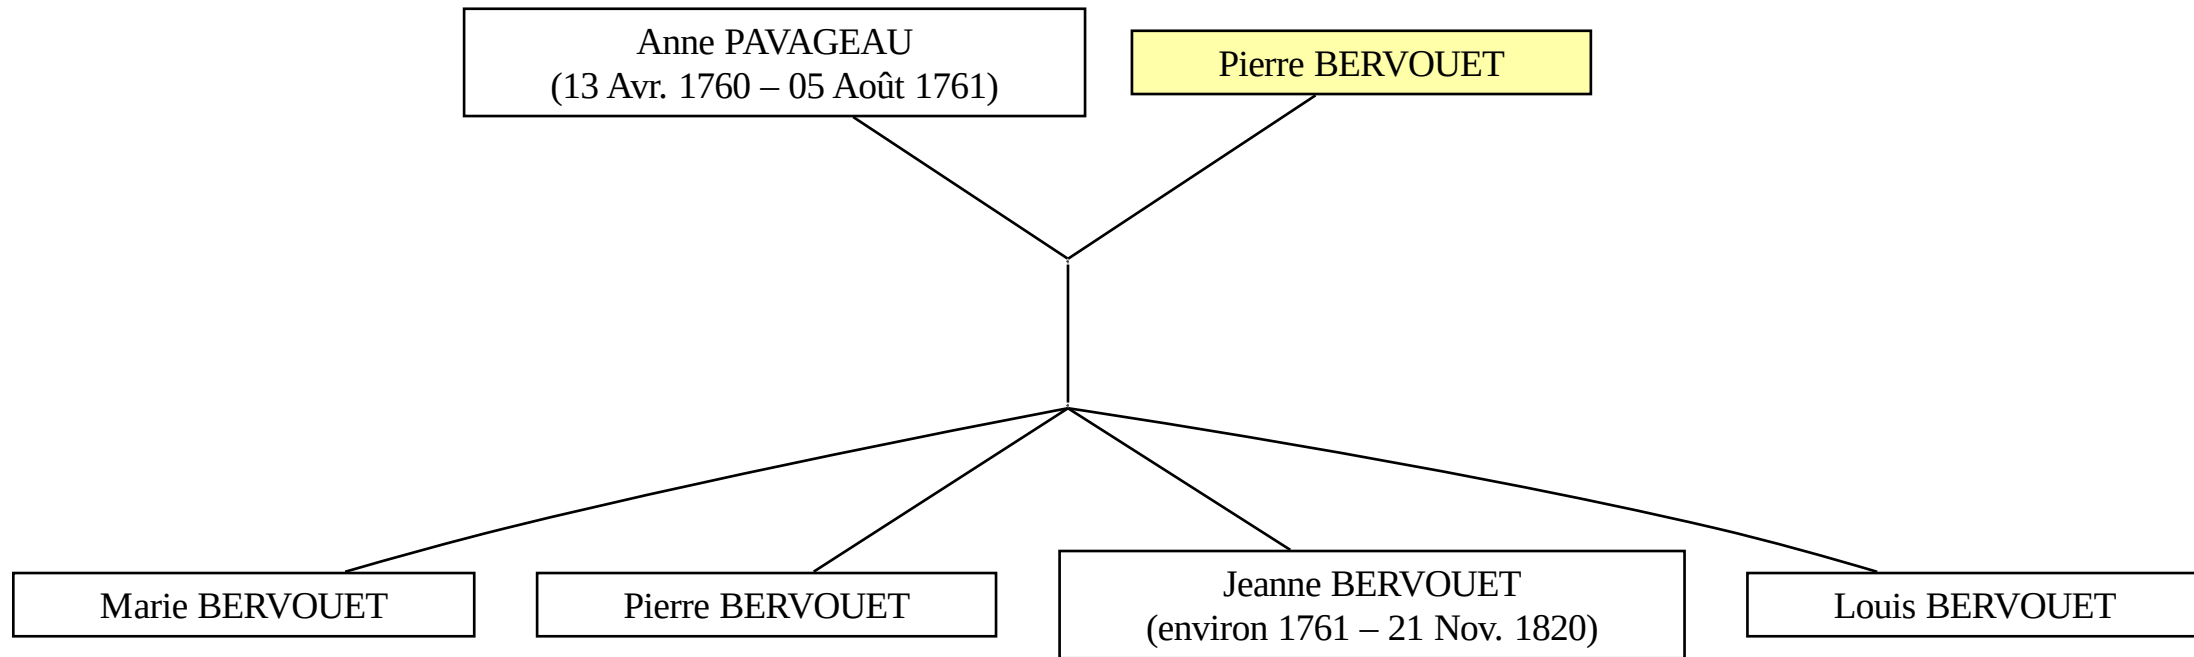 Anne PAVAGEAU
(13 Avr. 1760 – 05 Août 1761)
Pierre BERVOUET
Marie BERVOUET
Pierre BERVOUET
Jeanne BERVOUET
(environ 1761 – 21 Nov. 1820)
Louis BERVOUET